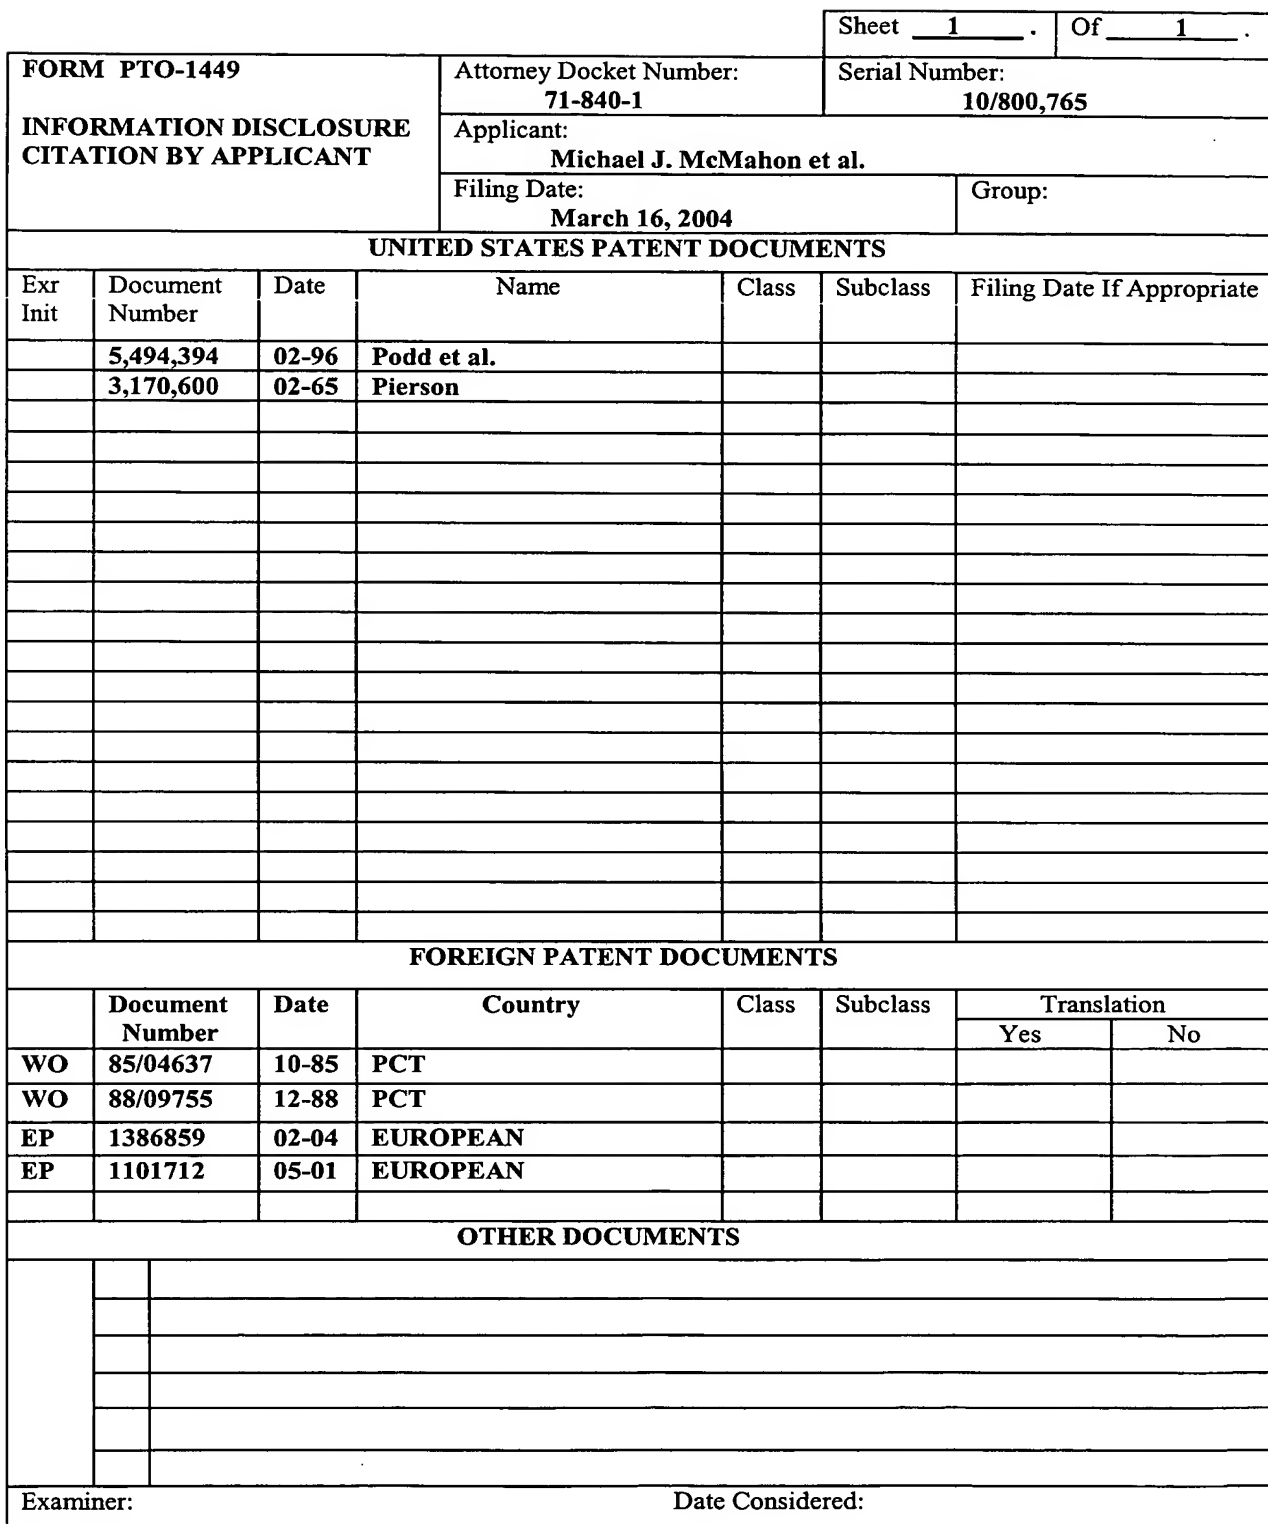 Sheet 1 . Of 1 .
FORM PTO-1449
INFORMATION DISCLOSURE
CITATION BY APPLICANT
Attorney Docket Number:
71-840-1
Serial Number:
10/800,765
Applicant:
Michael J. McMahon et al.
Filing Date:
March 16, 2004
Group:
UNITED STATES PATENT DOCUMENTS
Exr Init Document Number Date Name Class Subclass Filing Date If Appropriate
5,494,394 02-96 Podd et al.
3,170,600 02-65 Pierson
FOREIGN PATENT DOCUMENTS
Document Number Date Country Class Subclass Translation
Yes No
WO 85/04637 10-85 PCT
WO 88/09755 12-88 PCT
EP 1386859 02-04 EUROPEAN
EP 1101712 05-01 EUROPEAN
OTHER DOCUMENTS
Examiner: Date Considered: